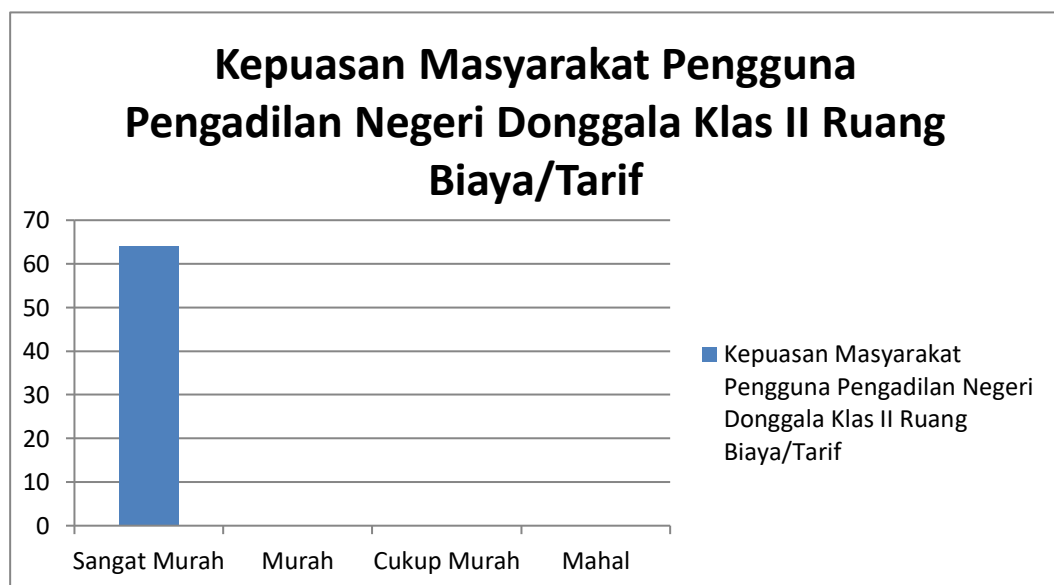 Kepuasan Masyarakat Pengguna
Pengadilan Negeri Donggala Klas II Ruang
Biaya/Tarif
70
60
50
40
30
20
10
0
Sangat Murah Murah Cukup Murah Mahal
Kepuasan Masyarakat
Pengguna Pengadilan Negeri
Donggala Klas II Ruang
Biaya/Tarif